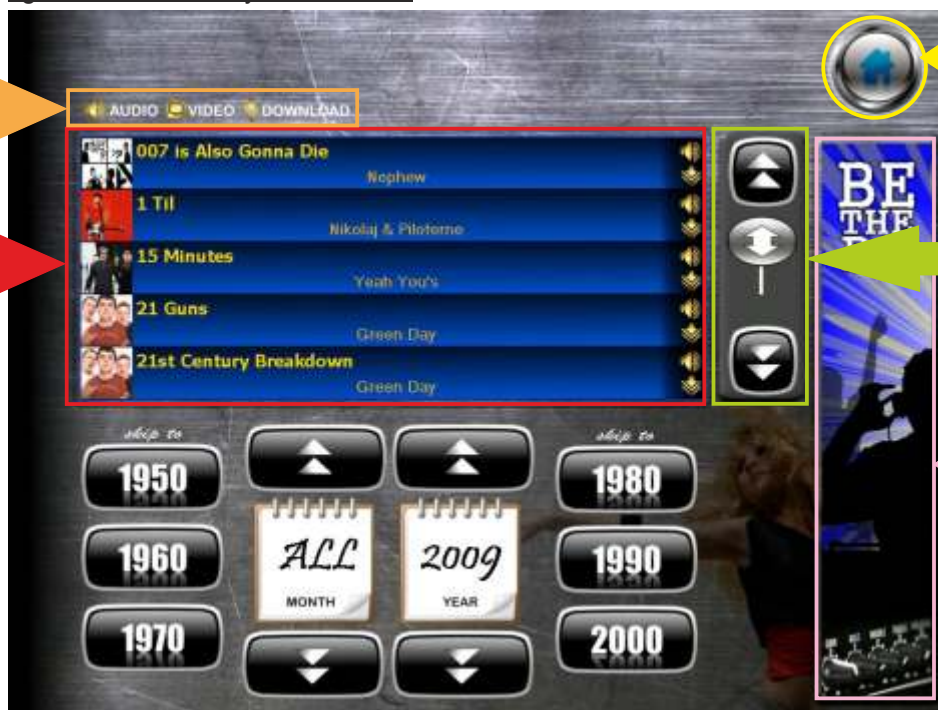 AUDIO VIDEO DOWNLOAD
007 is Also Gonna Die
Nephew
1 Til
Nikolaj & Piloterne
15 Minutes
Yeah You's
21 Guns
Green Day
21st Century Breakdown
Green Day
BE
THE
skip to
skip to
1950
1980
ALL
2009
1960
1990
MONTH
YEAR
1970
2000